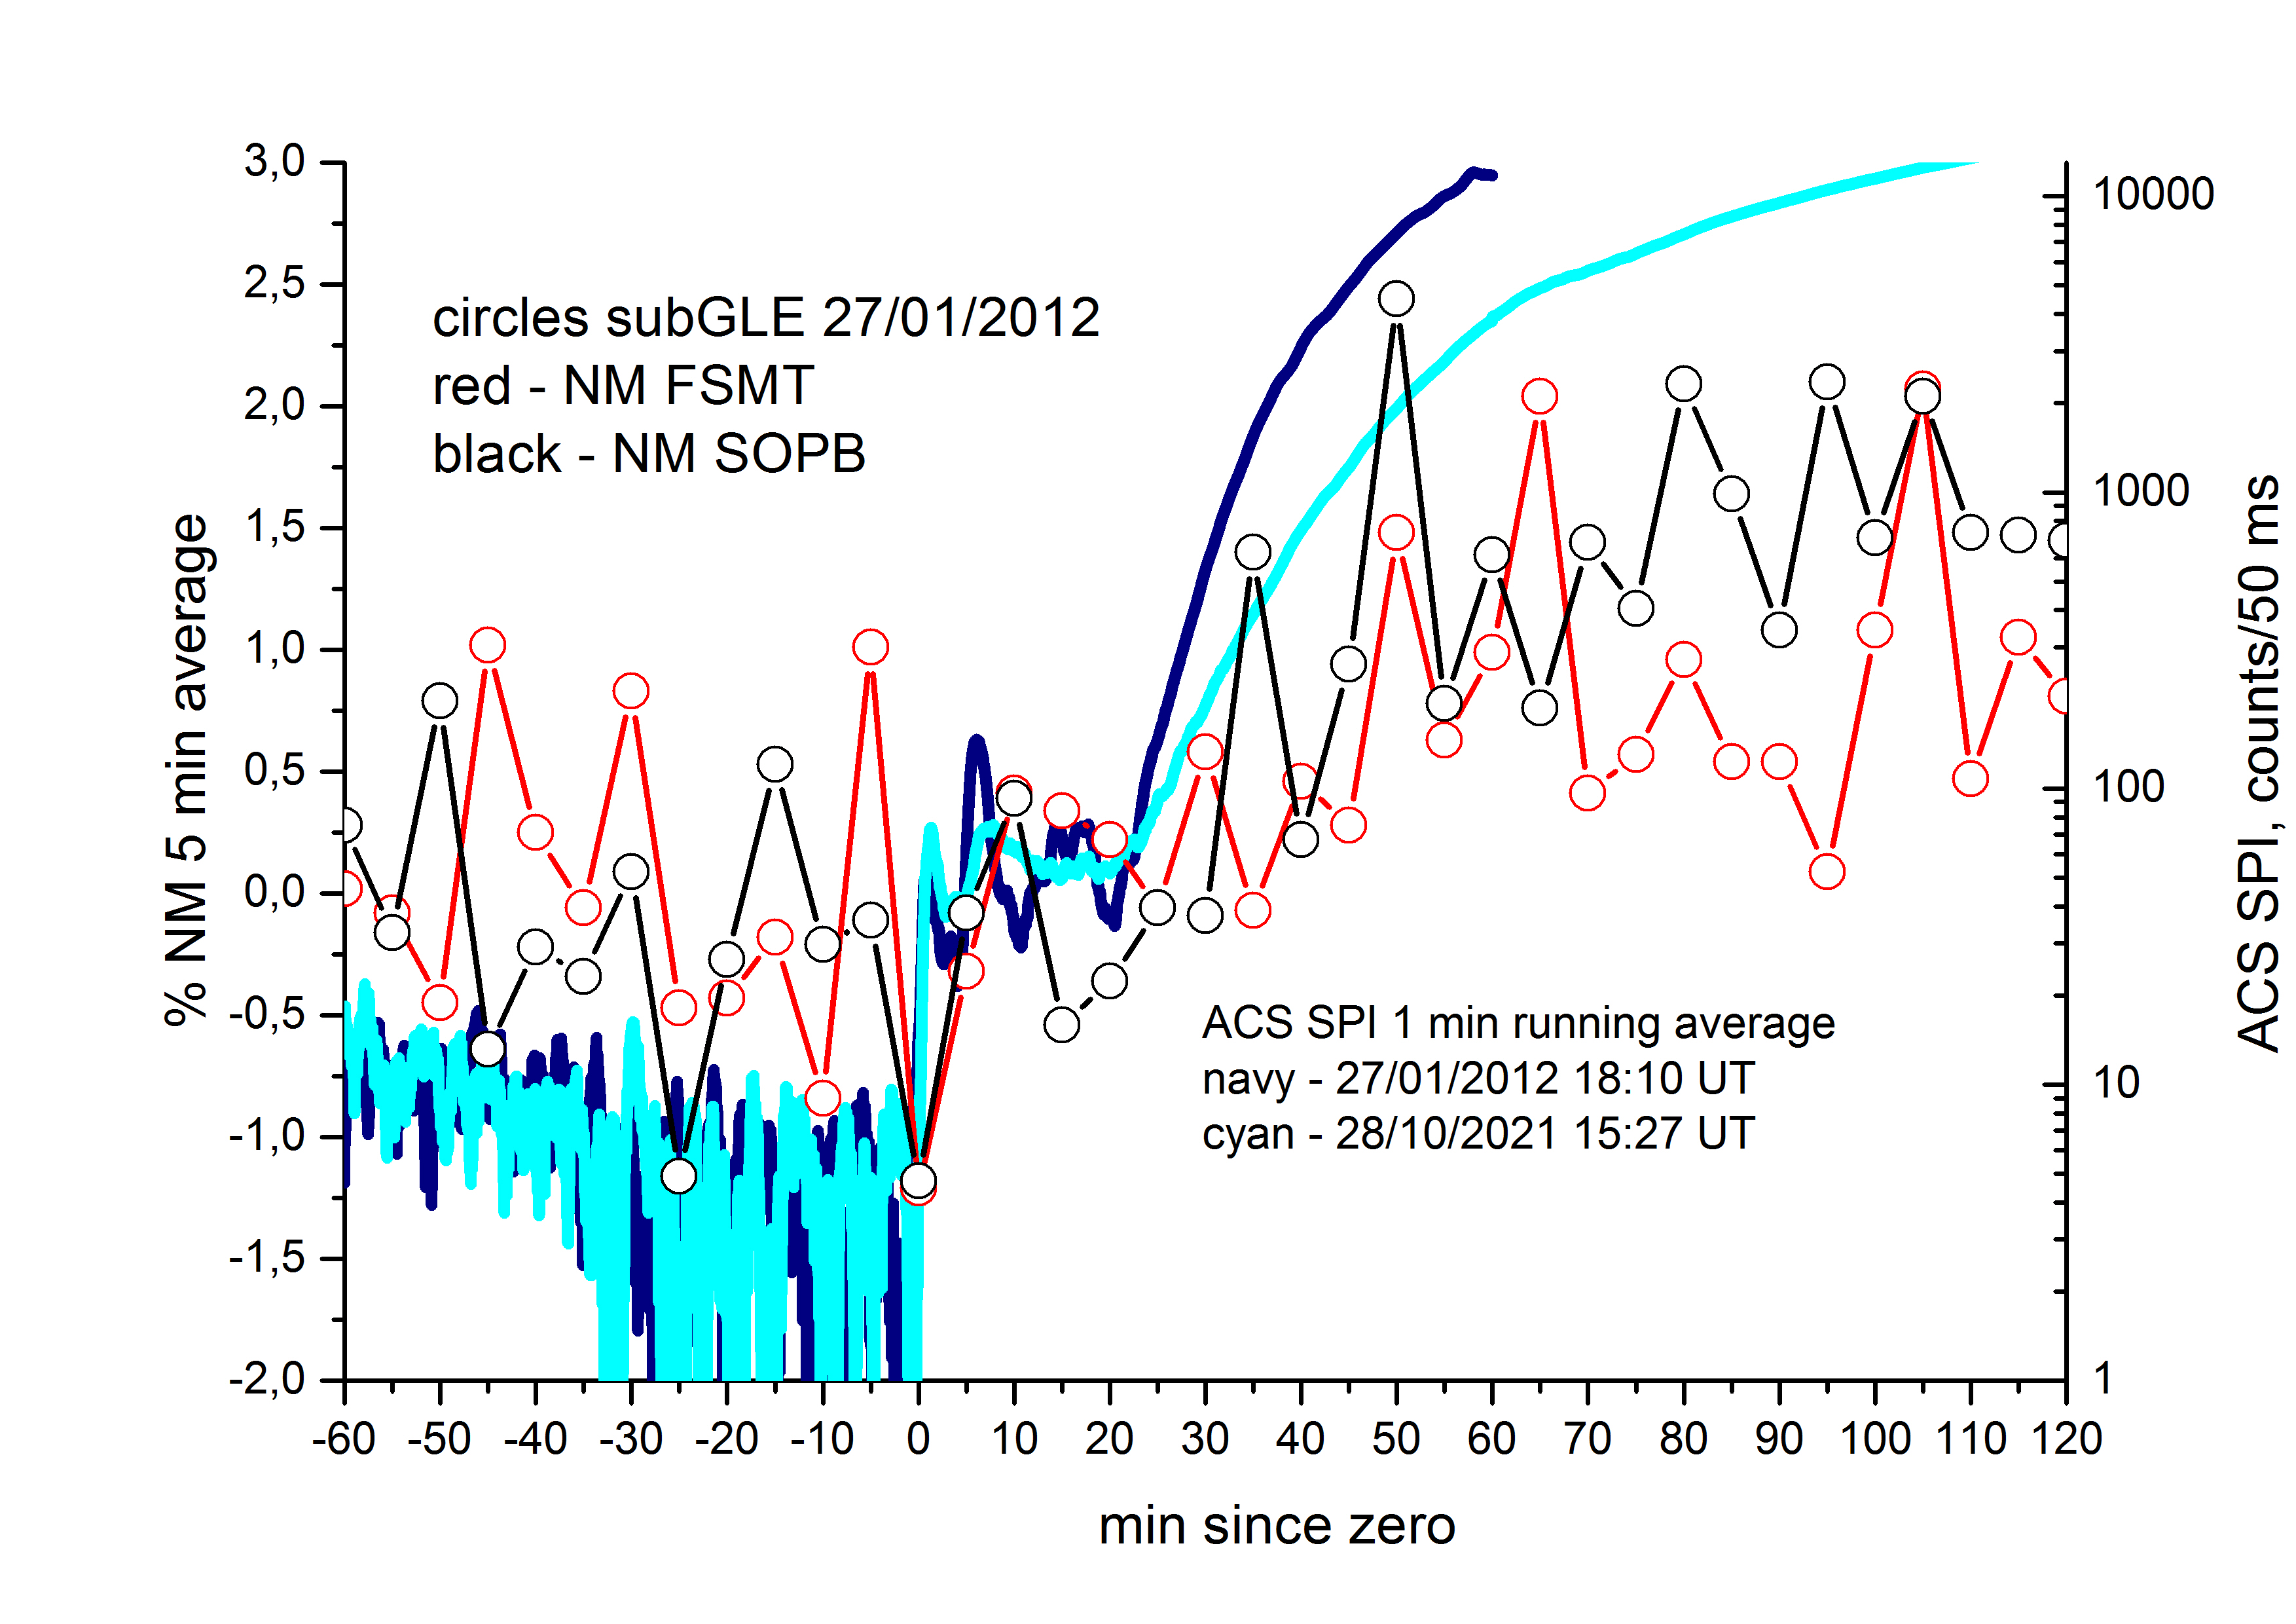 3,0
2,5
2,0
1,5
1,0
0,5
0,0
-0,5
-1,0
-1,5
-2,0
% NM 5 min average
circles subGLE 27/01/2012
red - NM FSMT
black - NM SOPB
ACS SPI 1 min running average
navy - 27/01/2012 18:10 UT
cyan - 28/10/2021 15:27 UT
10000
1000
100
10
1
ACS SPI, counts/50 ms
-60 -50 -40 -30 -20 -10 0 10 20 30 40 50 60 70 80 90 100 110 120
min since zero